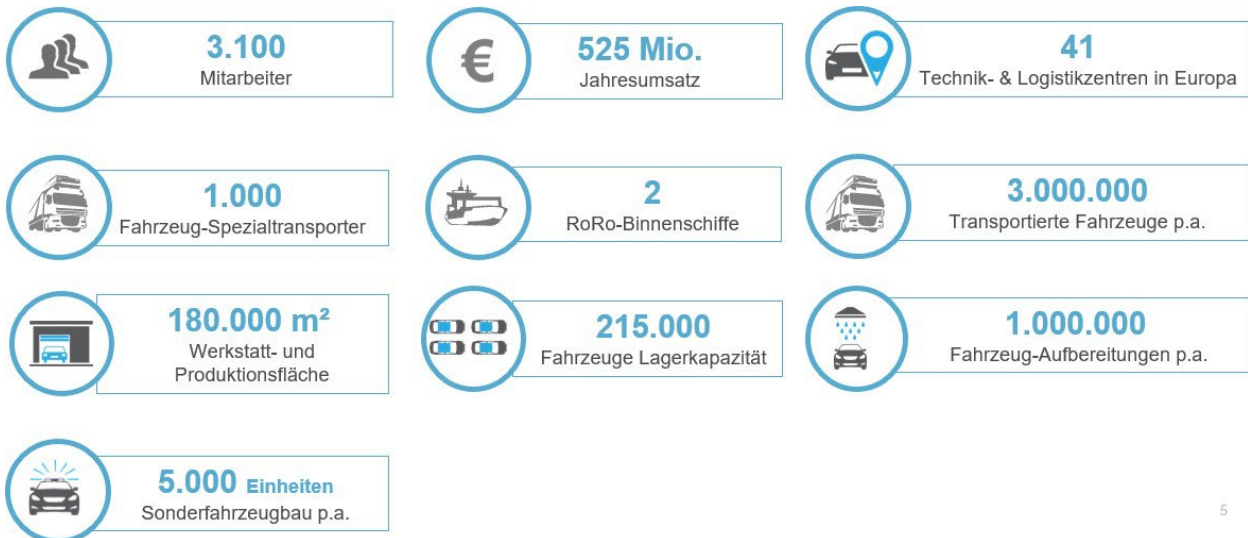 3.100
Mitarbeiter
€
525 Mio.
Jahresumsatz
41
Technik- & Logistikzentren in Europa
1.000
Fahrzeug-Spezialtransporter
2
RoRo-Binnenschiffe
3.000.000
Transportierte Fahrzeuge p.a.
180.000 m²
Werkstatt- und
Produktionsfläche
215.000
Fahrzeuge Lagerkapazität
1.000.000
Fahrzeug-Aufbereitungen p.a.
5.000 Einheiten
Sonderfahrzeugbau p.a.
5